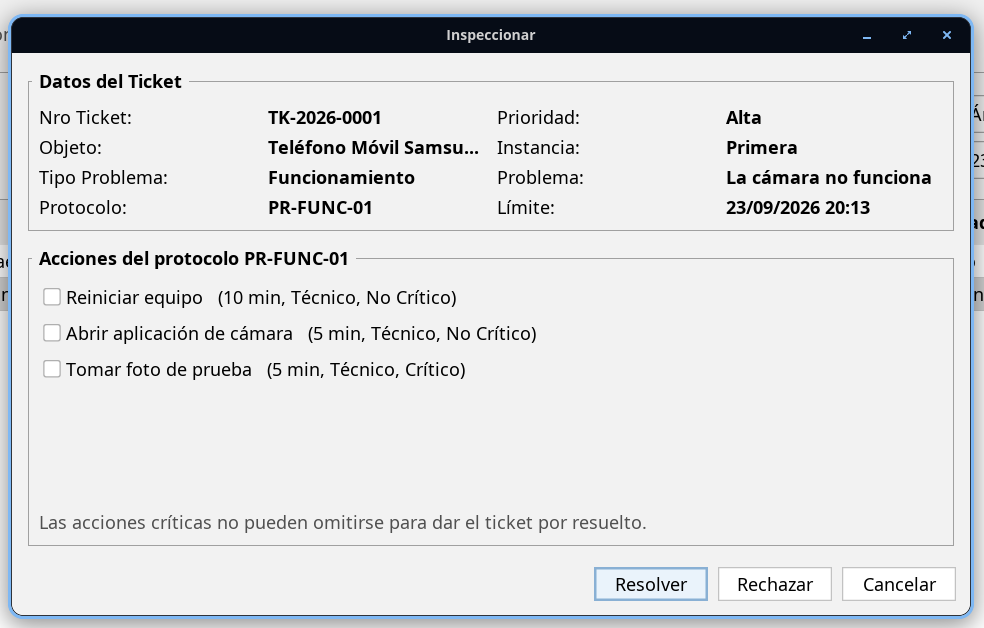 Inspeccionar
Datos del Ticket
Nro Ticket: TK-2026-0001 Prioridad: Alta
Objeto: Teléfono Móvil Samsu... Instancia: Primera
Tipo Problema: Funcionamiento Problema: La cámara no funciona
Protocolo: PR-FUNC-01 Límite: 23/09/2026 20:13
Acciones del protocolo PR-FUNC-01
Reiniciar equipo (10 min, Técnico, No Crítico)
Abrir aplicación de cámara (5 min, Técnico, No Crítico)
Tomar foto de prueba (5 min, Técnico, Crítico)
Las acciones críticas no pueden omitirse para dar el ticket por resuelto.
Resolver Rechazar Cancelar